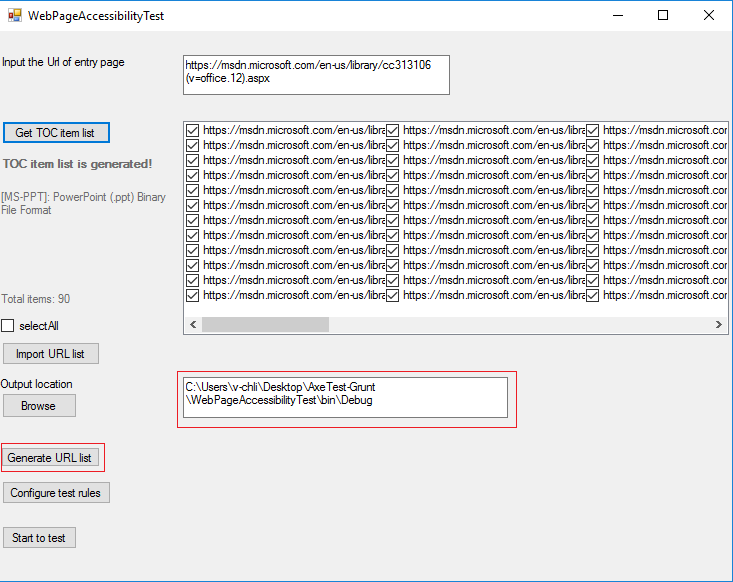 WebPageAccessibilityTest
Input the Url of entry page
https://msdn.microsoft.com/en-us/library/cc313106
(v=office.12).aspx
Get TOC item list
TOC item list is generated!
[MS-PPT]: PowerPoint (.ppt) Binary
File Format
Total items: 90
selectAll
https://msdn.microsoft.com/en-us/libra https://msdn.microsoft.com/en-us/libra https://msdn.microsoft.cor
https://msdn.microsoft.com/en-us/libra https://msdn.microsoft.com/en-us/libra https://msdn.microsoft.cor
https://msdn.microsoft.com/en-us/libra https://msdn.microsoft.com/en-us/libra https://msdn.microsoft.cor
https://msdn.microsoft.com/en-us/libra https://msdn.microsoft.com/en-us/libra https://msdn.microsoft.cor
https://msdn.microsoft.com/en-us/libra https://msdn.microsoft.com/en-us/libra https://msdn.microsoft.cor
https://msdn.microsoft.com/en-us/libra https://msdn.microsoft.com/en-us/libra https://msdn.microsoft.cor
https://msdn.microsoft.com/en-us/libra https://msdn.microsoft.com/en-us/libra https://msdn.microsoft.cor
https://msdn.microsoft.com/en-us/libra https://msdn.microsoft.com/en-us/libra https://msdn.microsoft.cor
https://msdn.microsoft.com/en-us/libra https://msdn.microsoft.com/en-us/libra https://msdn.microsoft.cor
https://msdn.microsoft.com/en-us/libra https://msdn.microsoft.com/en-us/libra https://msdn.microsoft.cor
https://msdn.microsoft.com/en-us/libra https://msdn.microsoft.com/en-us/libra https://msdn.microsoft.cor
https://msdn.microsoft.com/en-us/libra https://msdn.microsoft.com/en-us/libra https://msdn.microsoft.cor
Import URL list
Output location
Browse
C:\Users\v-chli\Desktop\AxeTest-Grunt
\WebPageAccessibilityTest\bin\Debug
Generate URL list
Configure test rules
Start to test